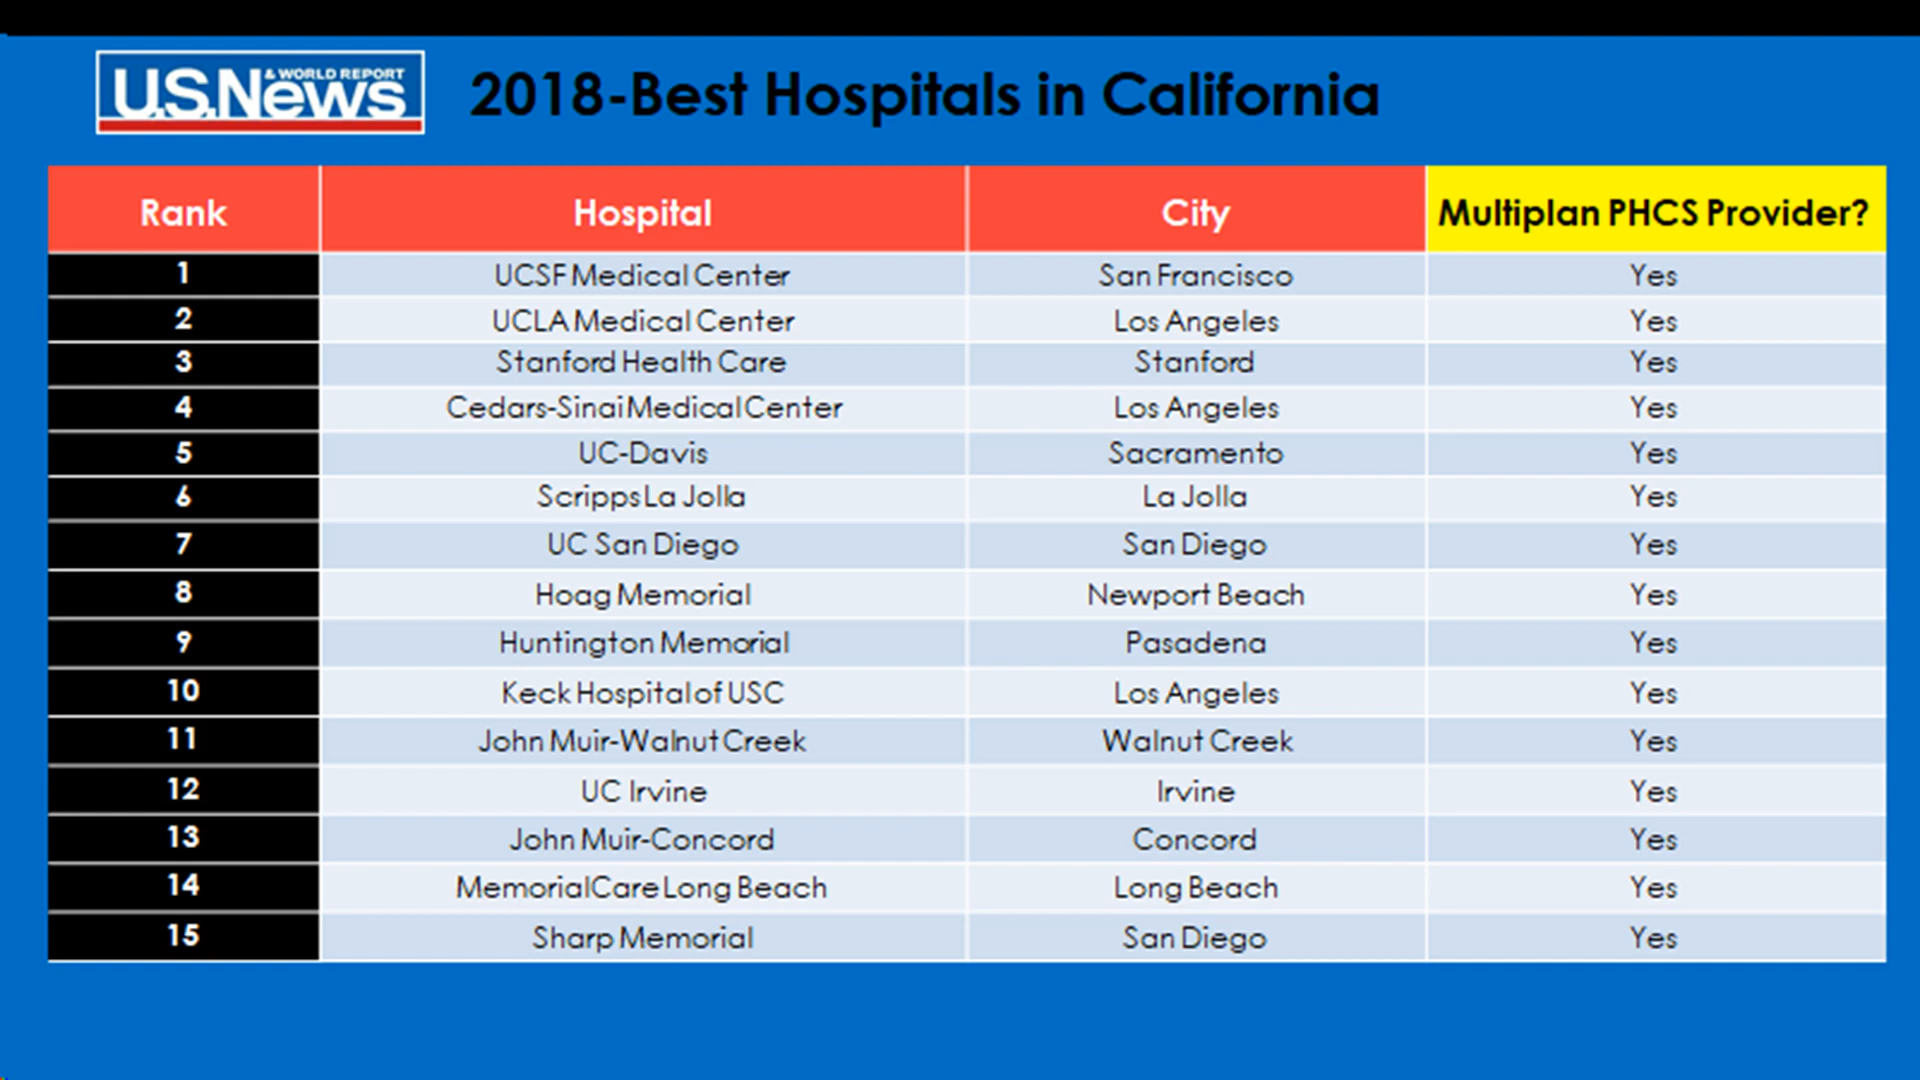 U.S.News & WORLD REPORT
2018-Best Hospitals in California
Rank Hospital City Multiplan PHCS Provider?
1 UCSF Medical Center San Francisco Yes
2 UCLA Medical Center Los Angeles Yes
3 Stanford Health Care Stanford Yes
4 Cedars-Sinai Medical Center Los Angeles Yes
5 UC-Davis Sacramento Yes
6 Scripps La Jolla La Jolla Yes
7 UC San Diego San Diego Yes
8 Hoag Memorial Newport Beach Yes
9 Huntington Memorial Pasadena Yes
10 Keck Hospital of USC Los Angeles Yes
11 John Muir-Walnut Creek Walnut Creek Yes
12 UC Irvine Irvine Yes
13 John Muir-Concord Concord Yes
14 MemorialCare Long Beach Long Beach Yes
15 Sharp Memorial San Diego Yes